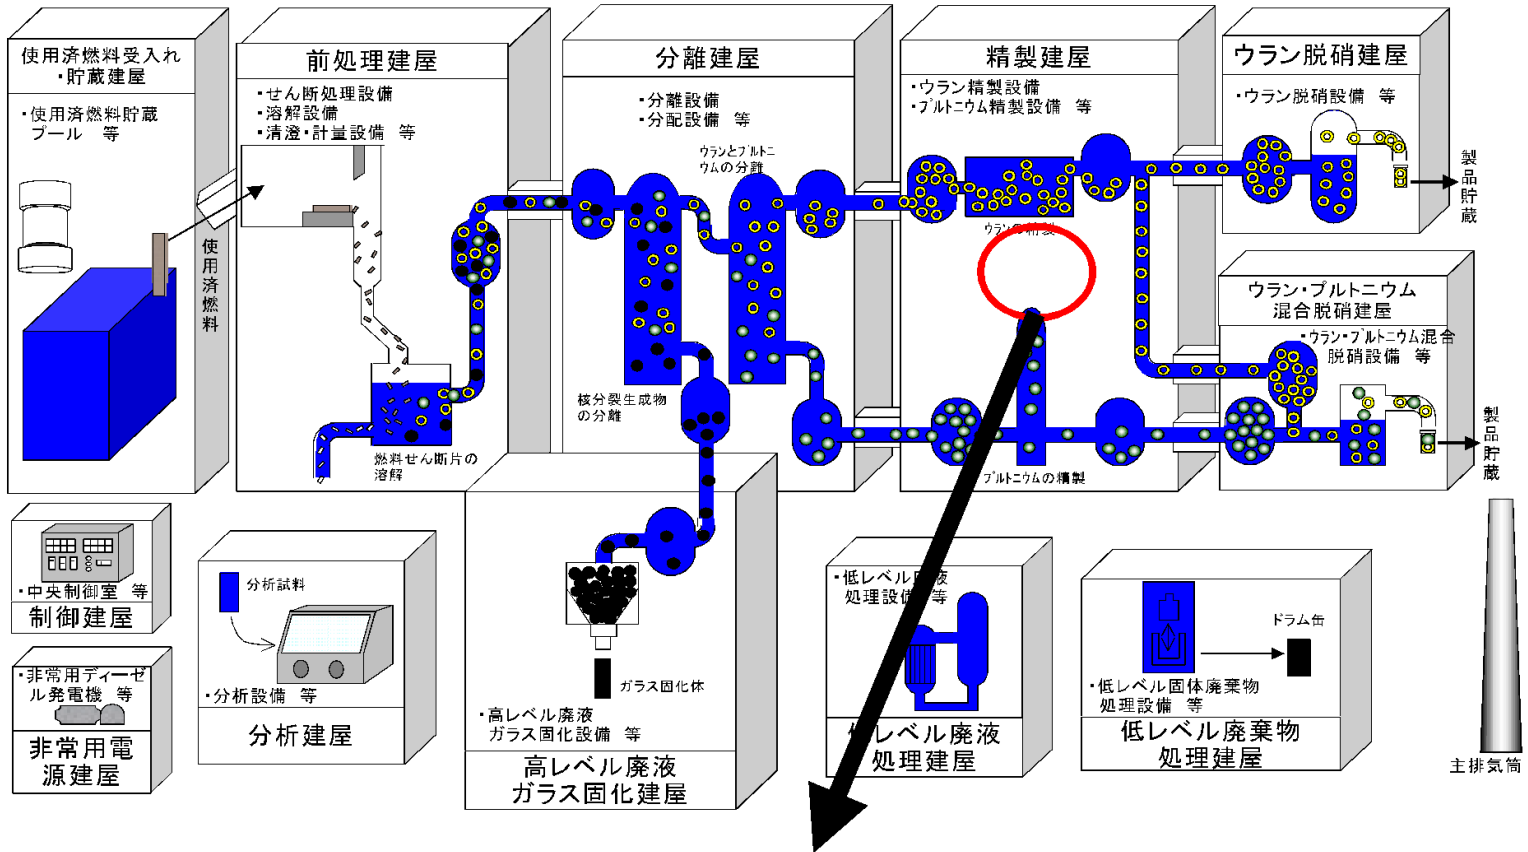 使用済燃料受入れ
・貯蔵建屋
・使用済燃料貯蔵
プール 等
使用済燃料
前処理建屋
・せん断処理設備
・溶解設備
・清澄・計量設備 等
燃料せん断片の
溶解
分離建屋
・分離設備
・分配設備 等
ウランとプルトニ
ウムの分離
核分裂生成物
の分離
精製建屋
・ウラン精製設備
・プルトニウム精製設備 等
ウランの精製
プルトニウムの精製
ウラン脱硝建屋
・ウラン脱硝設備 等
製品貯蔵
ウラン・プルトニウム
混合脱硝建屋
・ウラン・プルトニウム混合
脱硝設備 等
製品貯蔵
・中央制御室 等
制御建屋
・非常用ディーゼ
ル発電機 等
非常用電
源建屋
分析試料
・分析設備 等
分析建屋
ガラス固化体
・高レベル廃液
ガラス固化設備 等
高レベル廃液
ガラス固化建屋
・低レベル廃液
処理設備 等
低レベル廃液
処理建屋
ドラム缶
・低レベル固体廃棄物
処理設備 等
低レベル廃棄物
処理建屋
主排気筒